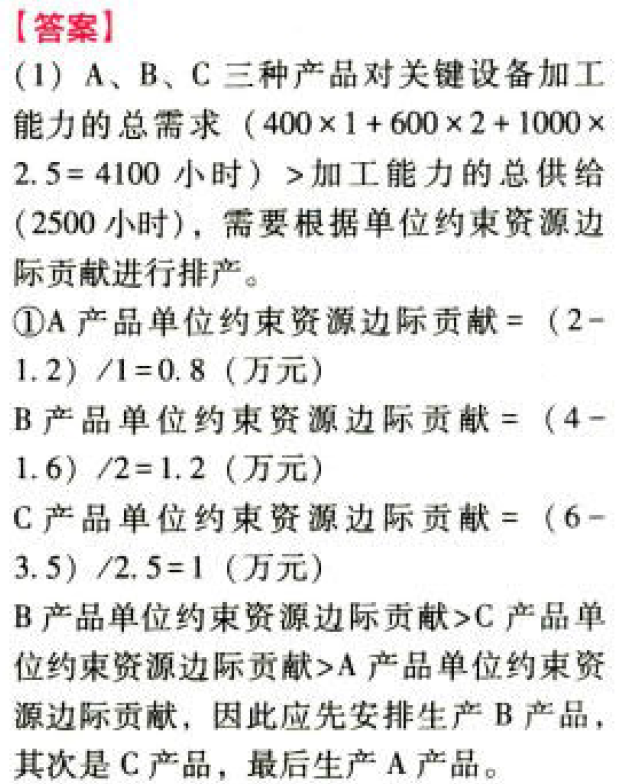 【答案】
(1) A、B、C 三种产品对关键设备加工
能力的总需求（400×1+600×2+1000×
2.5=4100 小时）>加工能力的总供给
(2500 小时)，需要根据单位约束资源边
际贡献进行排产。
①A 产品单位约束资源边际贡献=（2-
1.2）/1=0.8（万元）
B 产品单位约束资源边际贡献=（4-
1.6）/2=1.2（万元）
C 产品单位约束资源边际贡献=（6-
3.5）/2.5=1（万元）
B 产品单位约束资源边际贡献>C 产品单
位约束资源边际贡献>A 产品单位约束资
源边际贡献，因此应先安排生产 B 产品，
其次是 C 产品，最后生产 A 产品。